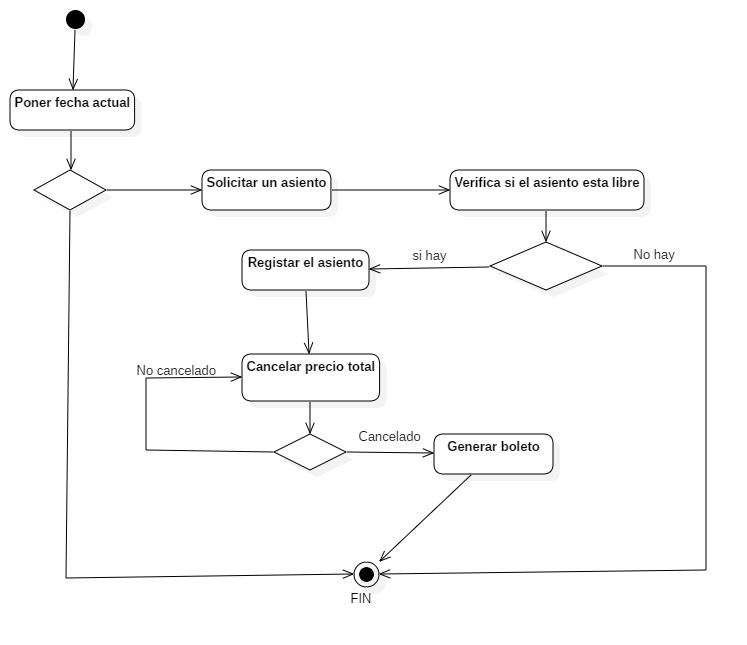 Poner fecha actual
Solicitar un asiento
Verifica si el asiento esta libre
Registar el asiento
si hay
No hay
Cancelar precio total
No cancelado
Cancelado
Generar boleto
FIN